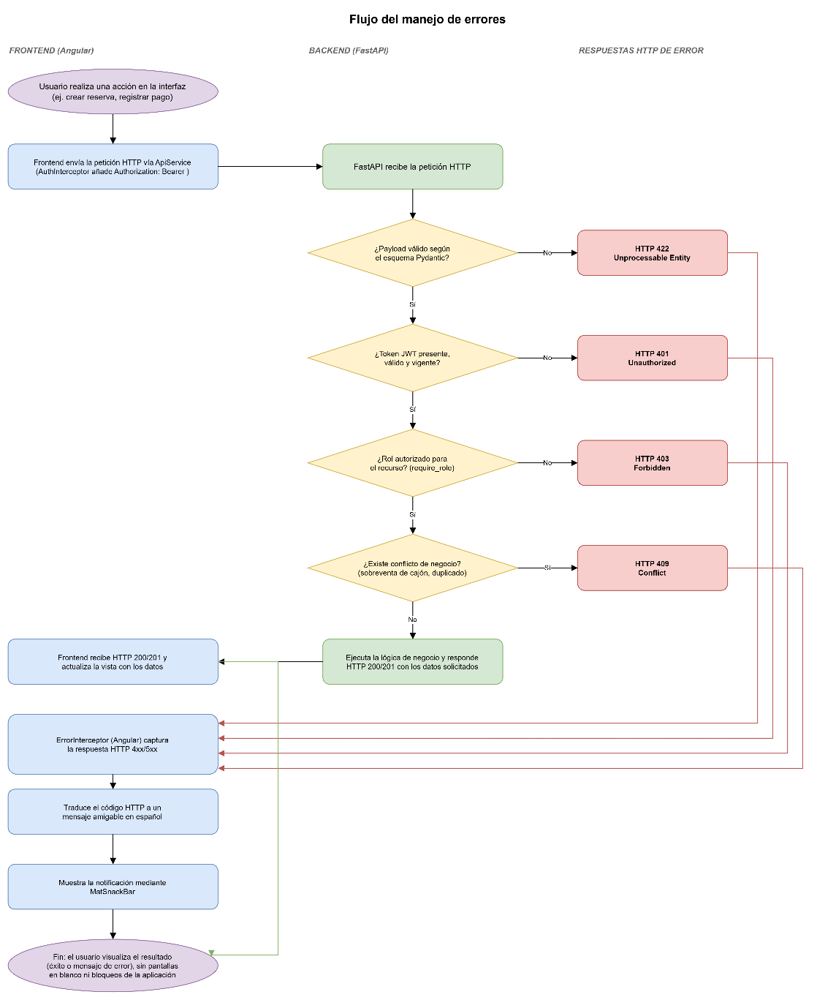 Flujo del manejo de errores
FRONTEND (Angular)
BACKEND (FastAPI)
RESPUESTAS HTTP DE ERROR
Usuario realiza una acción en la interfaz
(ej. crear reserva, registrar pago)
Frontend envía la petición HTTP vía ApiService
(AuthInterceptor añade Authorization: Bearer )
FastAPI recibe la petición HTTP
¿Payload válido según
el esquema Pydantic?
No
HTTP 422
Unprocessable Entity
Sí
¿Token JWT presente,
válido y vigente?
No
HTTP 401
Unauthorized
Sí
¿Rol autorizado para
el recurso? (require_role)
No
HTTP 403
Forbidden
Sí
¿Existe conflicto de negocio?
(sobreventa de cajón, duplicado)
Sí
HTTP 409
Conflict
No
Frontend recibe HTTP 200/201 y
actualiza la vista con los datos
Ejecuta la lógica de negocio y responde
HTTP 200/201 con los datos solicitados
ErrorInterceptor (Angular) captura
la respuesta HTTP 4xx/5xx
Traduce el código HTTP a un
mensaje amigable en español
Muestra la notificación mediante
MatSnackBar
Fin: el usuario visualiza el resultado
(éxito o mensaje de error), sin pantallas
en blanco ni bloqueos de la aplicación